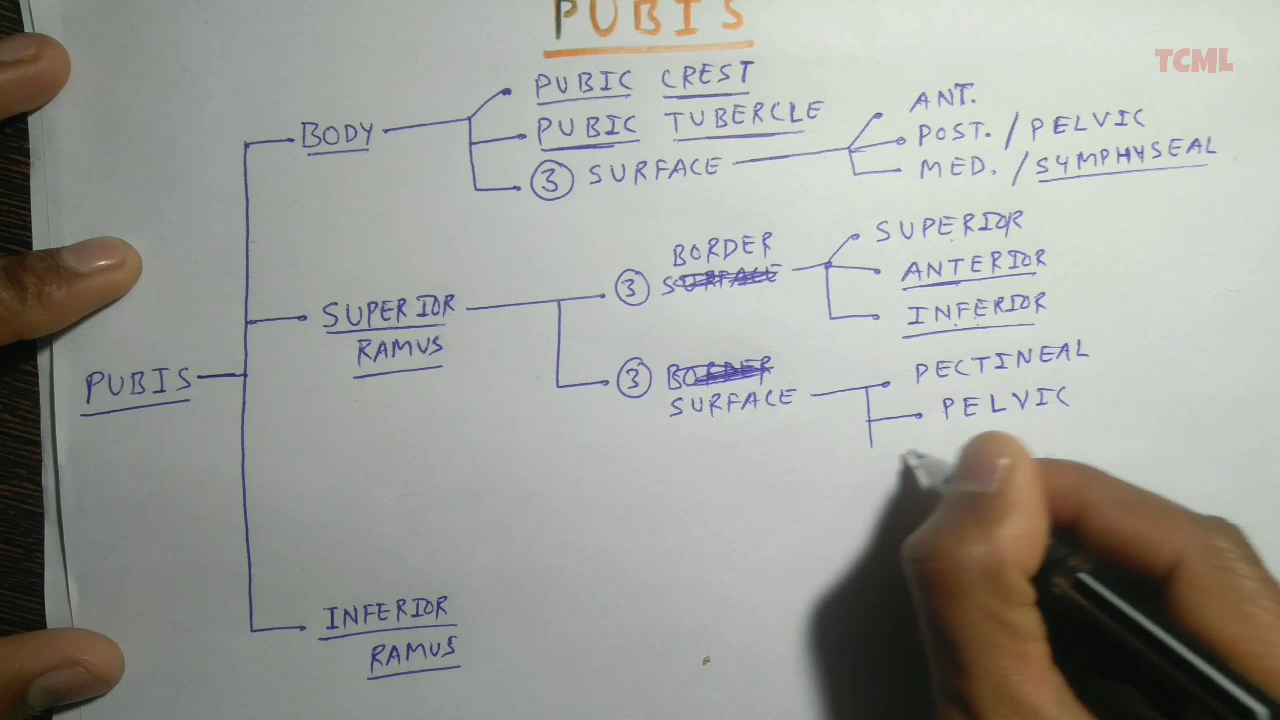 PUBIS
TCML
PUBIC CREST
PUBIC TUBERCLE
③ SURFACE
BODY
ANT.
POST. / PELVIC
MED. / SYMPHYSEAL
SUPERIOR
RAMUS
③ BORDER
SURFACE
SUPERIOR
ANTERIOR
INFERIOR
③ BORDER
SURFACE
PECTINEAL
PELVIC
PUBIS
INFERIOR
RAMUS